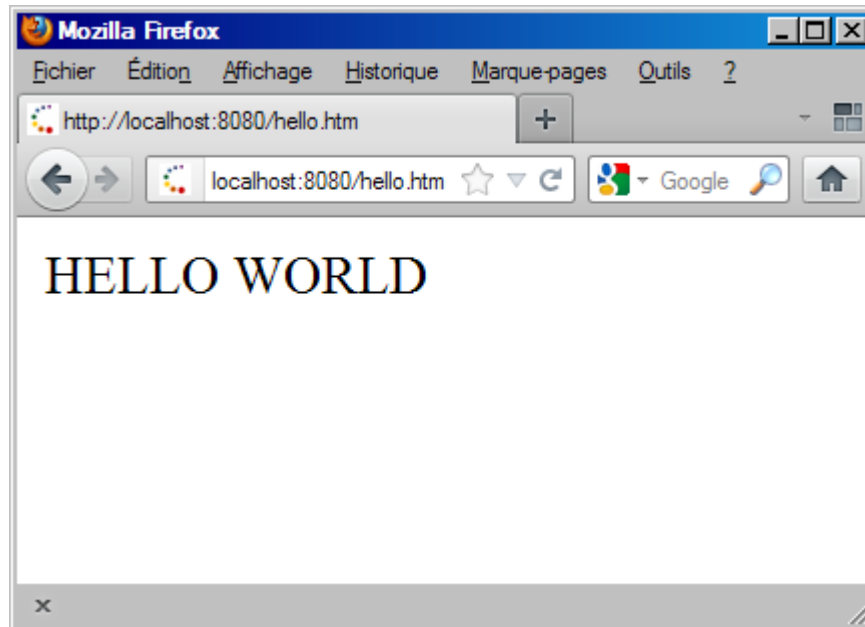 Mozilla Firefox
Fichier Édition Affichage Historique Marque-pages Outils ?
http://localhost:8080/hello.htm
localhost:8080/hello.htm Google
HELLO WORLD